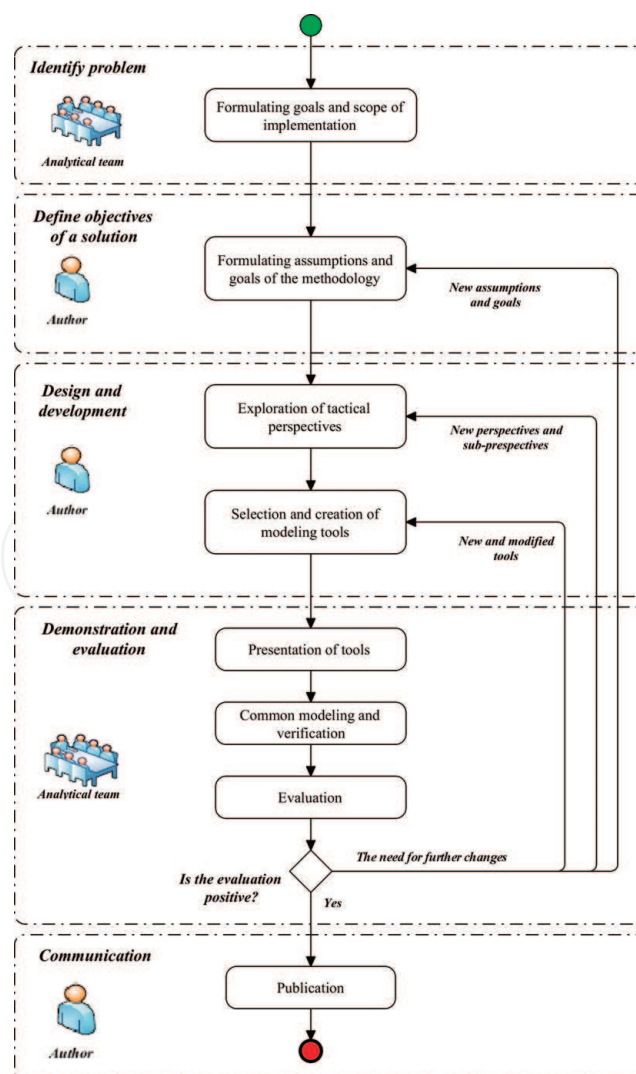 Identify problem
Formulating goals and scope of
implementation
Analytical team
Define objectives
of a solution
Formulating assumptions and
goals of the methodology
Author
New assumptions
and goals
Design and
development
Exploration of tactical
perspectives
New perspectives and
sub-prespectives
Author
Selection and creation of
modeling tools
New and modified
tools
Demonstration and
evaluation
Presentation of tools
Common modeling and
verification
Analytical team
Evaluation
The need for further changes
Is the evaluation
positive?
Yes
Communication
Publication
Author